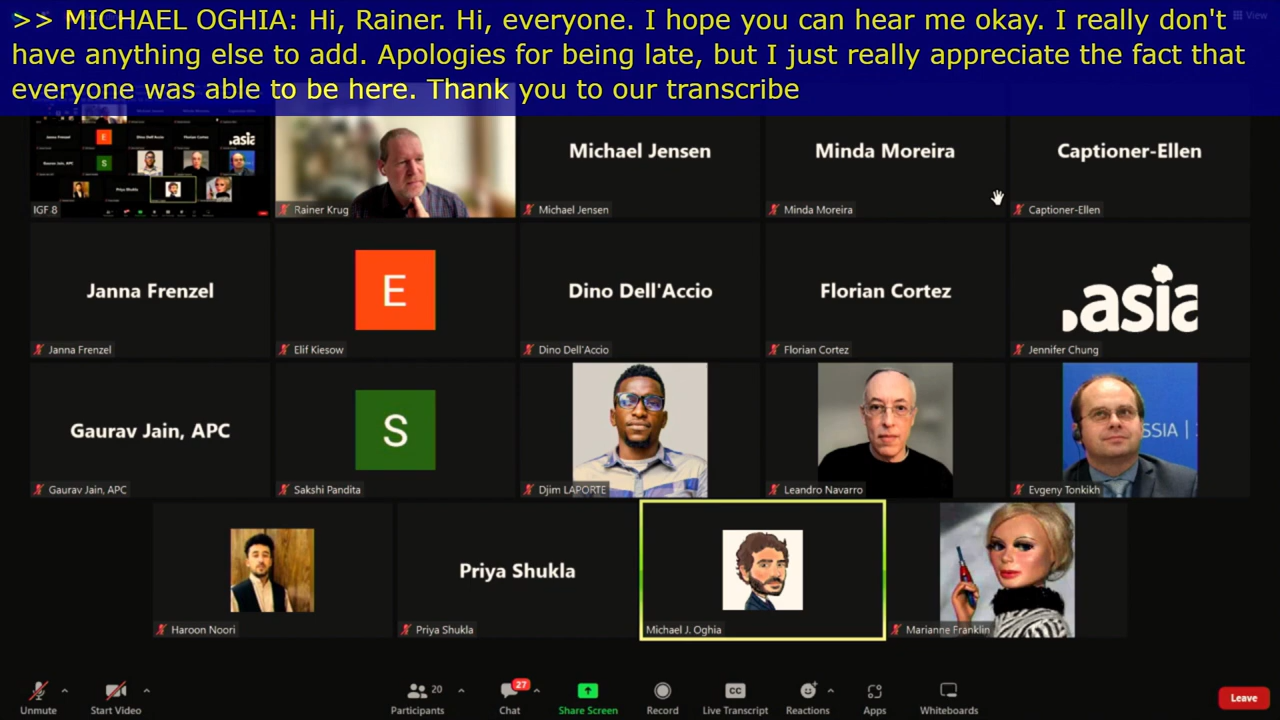 >> MICHAEL OGHIA: Hi, Rainer. Hi, everyone. I hope you can hear me okay. I really don't
have anything else to add. Apologies for being late, but I just really appreciate the fact that
everyone was able to be here. Thank you to our transcribe
View
IGF 8
Rainer Krug
Michael Jensen
Michael Jensen
Minda Moreira
Minda Moreira
Captioner-Ellen
Captioner-Ellen
Janna Frenzel
Janna Frenzel
E
Elif Kiesow
Dino Dell'Accio
Dino Dell'Accio
Florian Cortez
Florian Cortez
.asia
Jennifer Chung
Gaurav Jain, APC
Gaurav Jain, APC
S
Sakshi Pandita
Djim LAPORTE
Leandro Navarro
SSIA |
Evgeny Tonkikh
Haroon Noori
Priya Shukla
Priya Shukla
Michael J. Oghia
Marianne Franklin
Unmute
Start Video
20
Participants
27
Chat
Share Screen
Record
CC
Live Transcript
Reactions
Apps
Whiteboards
Leave